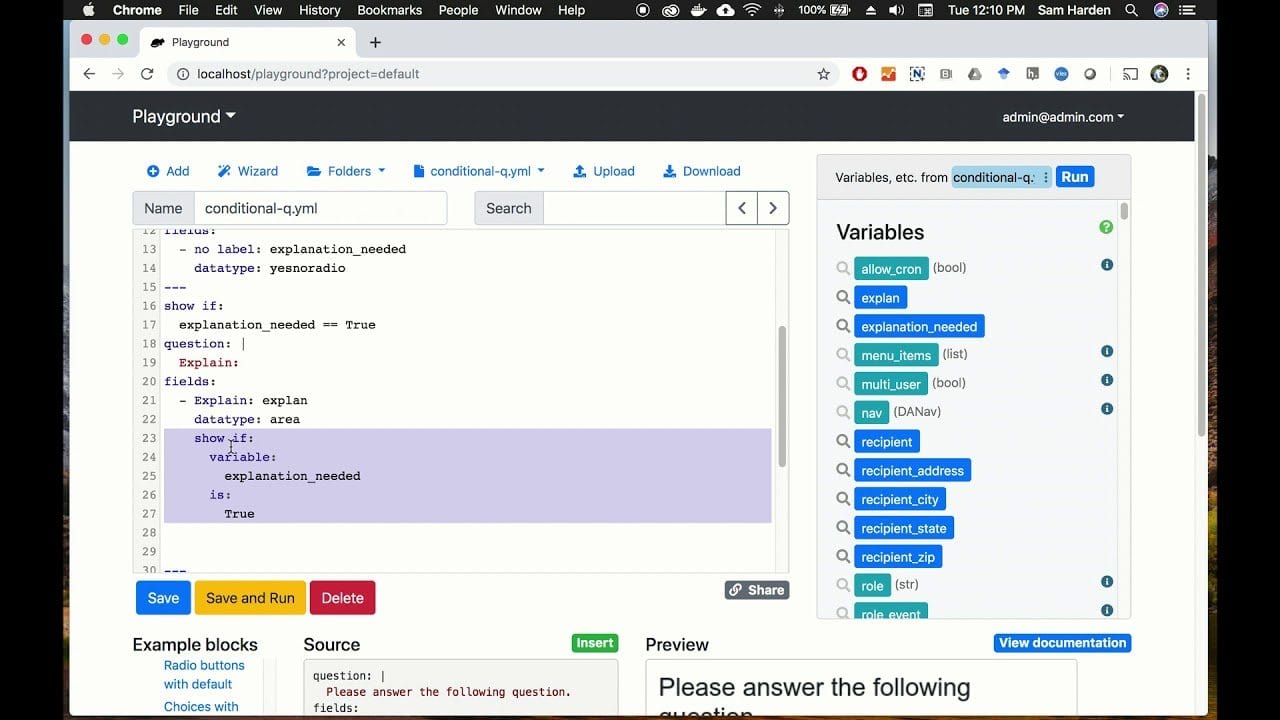 Chrome File Edit View History Bookmarks People Window Help 100% Tue 12:10 PM Sam Harden
Playground
localhost/playground?project=default
Playground admin@admin.com
Add Wizard Folders conditional-q.yml Upload Download
Name conditional-q.yml Search
Variables, etc. from conditional-q. Run
12 fields:
13 - no label: explanation_needed
14 datatype: yesnoradio
15 ---
16 show if:
17 explanation_needed == True
18 question: |
19 Explain:
20 fields:
21 - Explain: explan
22 datatype: area
23 show if:
24 variable:
25 explanation_needed
26 is:
27 True
28
29
30 ---
Variables
allow_cron (bool)
explan
explanation_needed
menu_items (list)
multi_user (bool)
nav (DANav)
recipient
recipient_address
recipient_city
recipient_state
recipient_zip
role (str)
role_event
Save Save and Run Delete
Share
Example blocks
Radio buttons
with default
Choices with
Source Insert
question: |
Please answer the following question.
fields:
Preview View documentation
Please answer the following
question